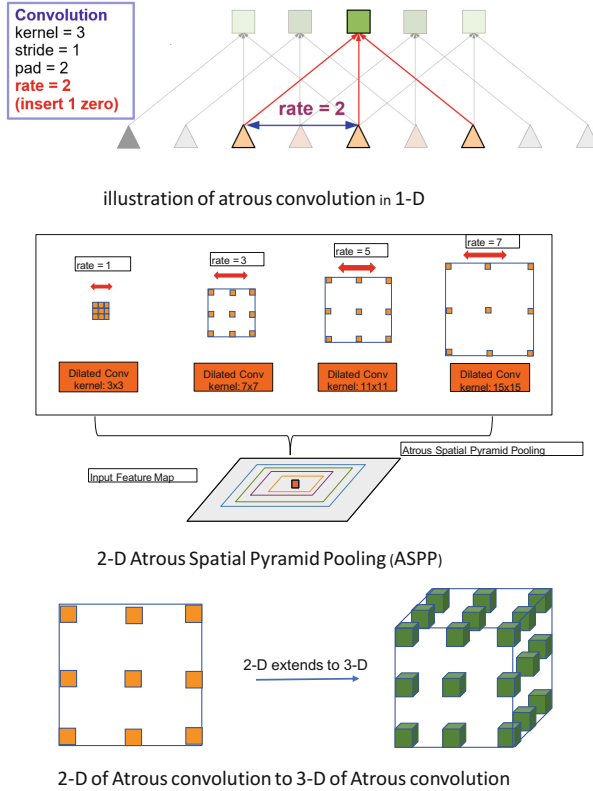 Convolution
kernel = 3
stride = 1
pad = 2
rate = 2
(insert 1 zero)
rate = 2
illustration of atrous convolution in 1-D
rate = 1
rate = 3
rate = 5
rate = 7
Dilated Conv
kernel: 3x3
Dilated Conv
kernel: 7x7
Dilated Conv
kernel: 11x11
Dilated Conv
kernel: 15x15
Input Feature Map
Atrous Spatial Pyramid Pooling
2-D Atrous Spatial Pyramid Pooling (ASPP)
2-D extends to 3-D
2-D of Atrous convolution to 3-D of Atrous convolution